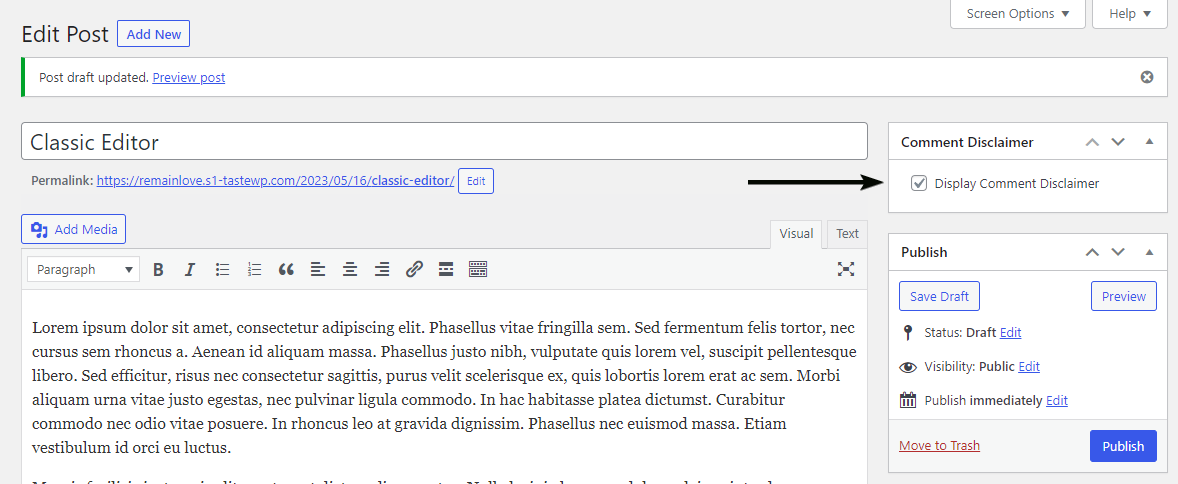 Screen Options Help
Edit Post Add New
Post draft updated. Preview post
Classic Editor
Permalink: https://remainlove.s1-tastewp.com/2023/05/16/classic-editor/ Edit
Add Media
Visual Text
Paragraph B I
Lorem ipsum dolor sit amet, consectetur adipiscing elit. Phasellus vitae fringilla sem. Sed fermentum felis tortor, nec
cursus sem rhoncus a. Aenean id aliquam massa. Phasellus justo nibh, vulputate quis lorem vel, suscipit pellentesque
libero. Sed efficitur, risus nec consectetur sagittis, purus velit scelerisque ex, quis lobortis lorem erat ac sem. Morbi
aliquam urna vitae justo egestas, nec pulvinar ligula commodo. In hac habitasse platea dictumst. Curabitur
commodo nec odio vitae posuere. In rhoncus leo at gravida dignissim. Phasellus nec euismod massa. Etiam
vestibulum id orci eu luctus.
Comment Disclaimer
Display Comment Disclaimer
Publish
Save Draft Preview
Status: Draft Edit
Visibility: Public Edit
Publish immediately Edit
Move to Trash Publish